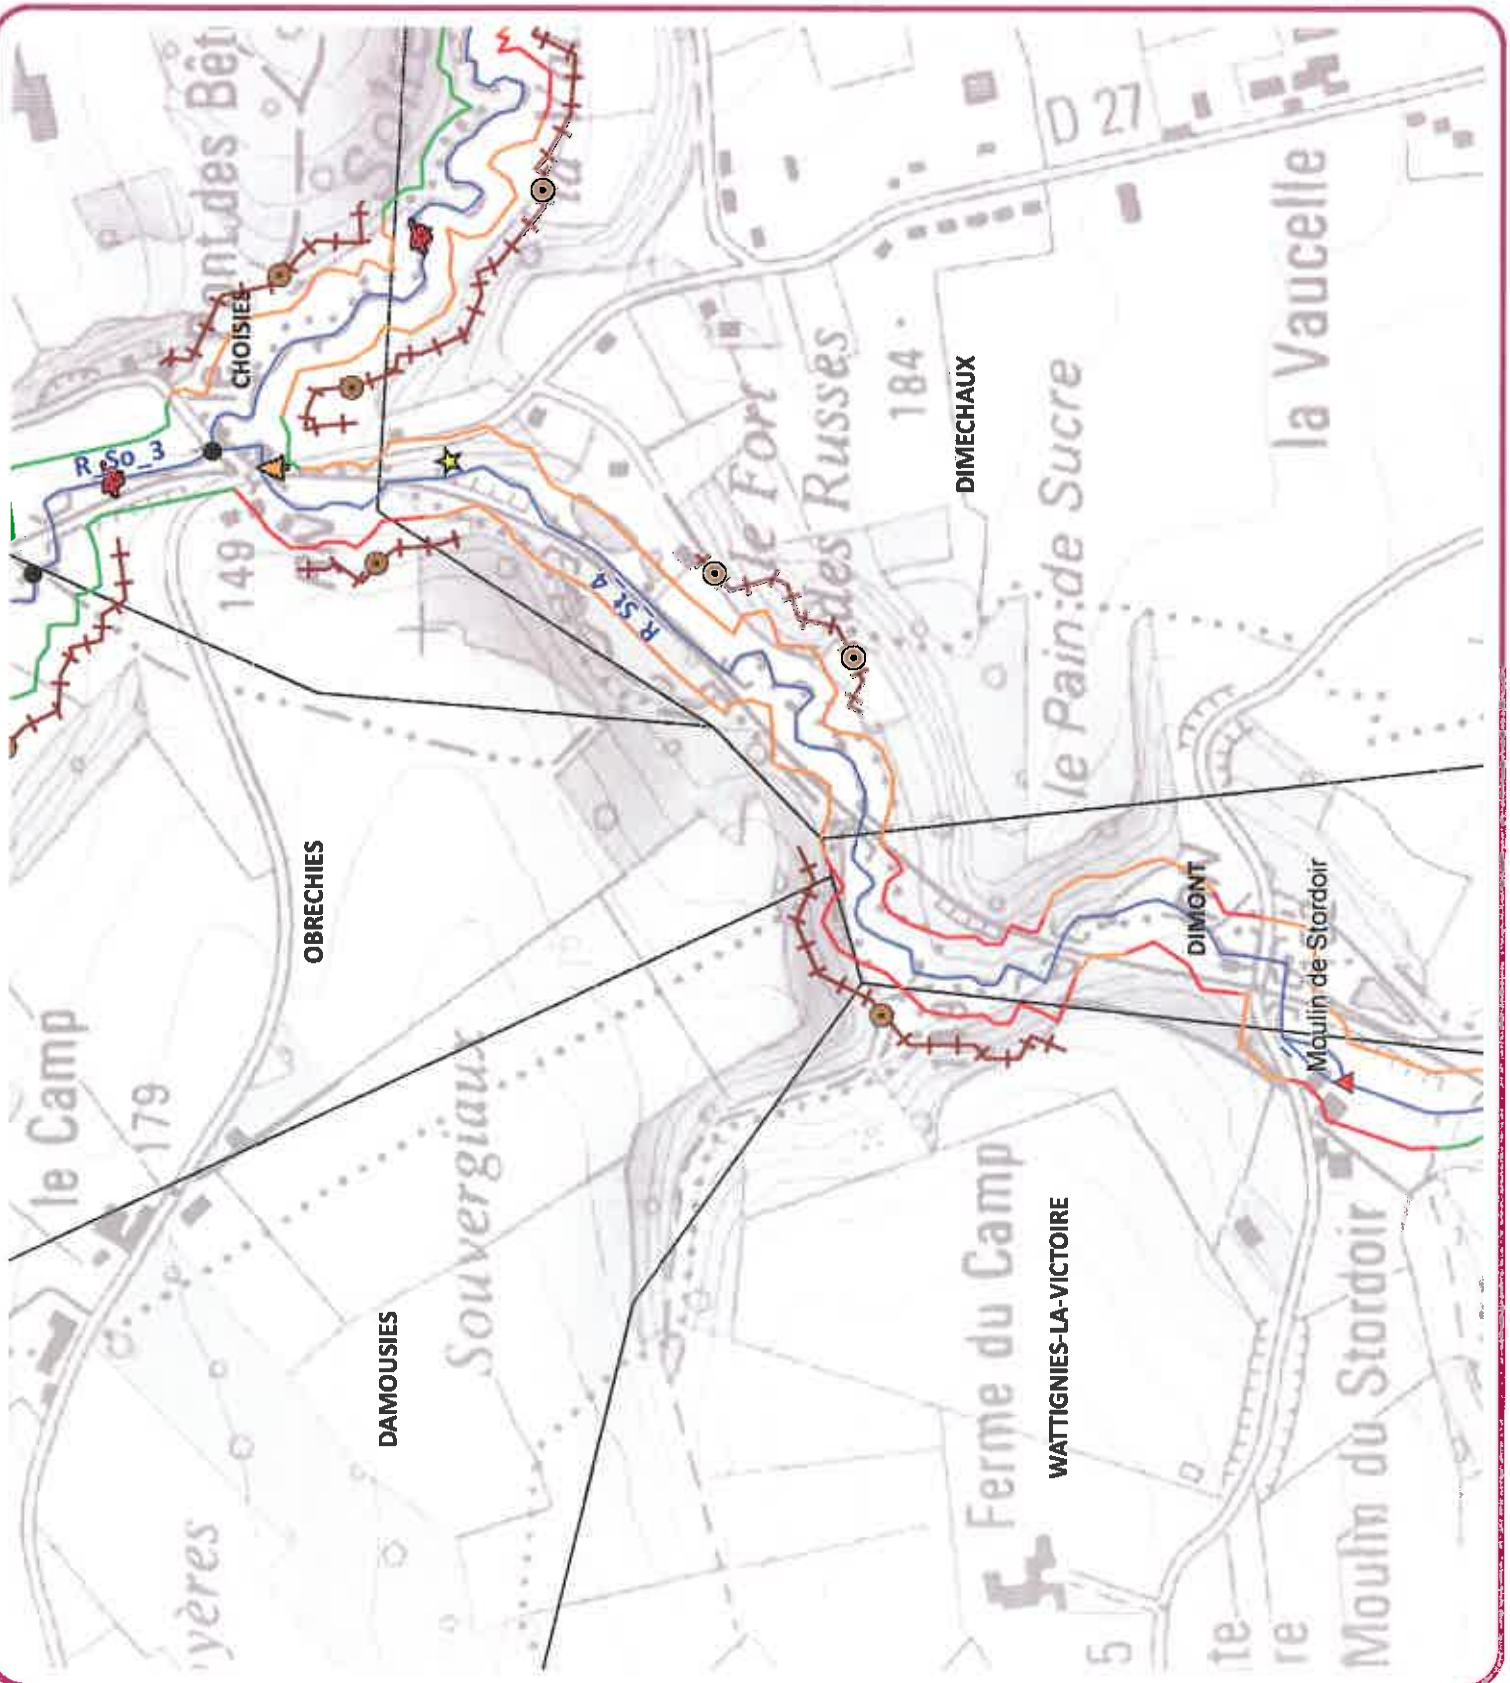 la Vaucelle
D 27
DIMECHAUX
184
le Pain de Sucre
le Fort
des Russes
CHOISIES
R_So_3
149
R_St_4
OBRECHIES
DIMONT
Moulin de Stordoir
le Camp
179
Souvergiaux
DAMOUSIES
Ferme du Camp
WATTIGNIES-LA-VICTOIRE
Moulin du Stordoir
yères
5
te
re